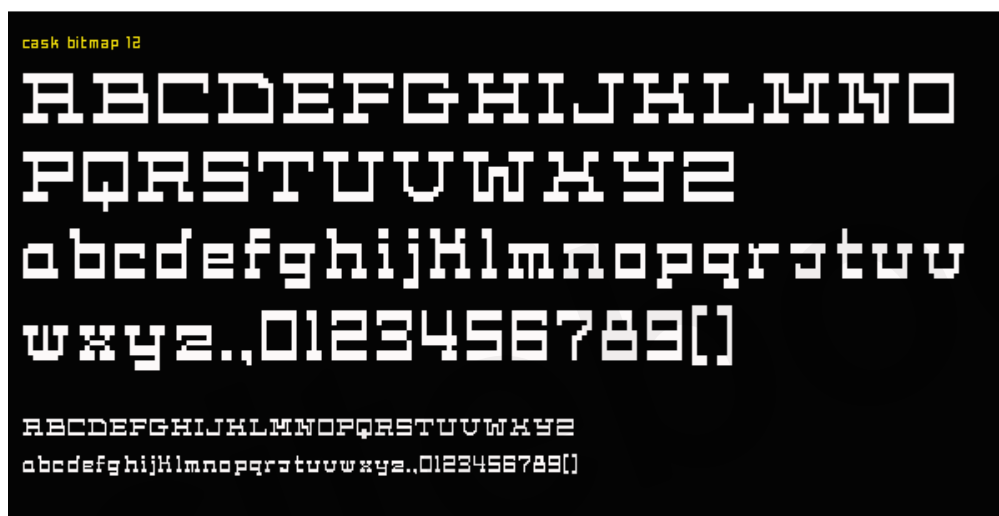 cask bitmap 12
ABCDEFGHIJKLMNO
PQRSTUVWXYZ
abcdefghijklmnopqrstuv
wxyz.,0123456789[]
ABCDEFGHIJKLMNOPQRSTUVWXYZ
abcdefghijklmnopqrstuvwxyz.,0123456789[]